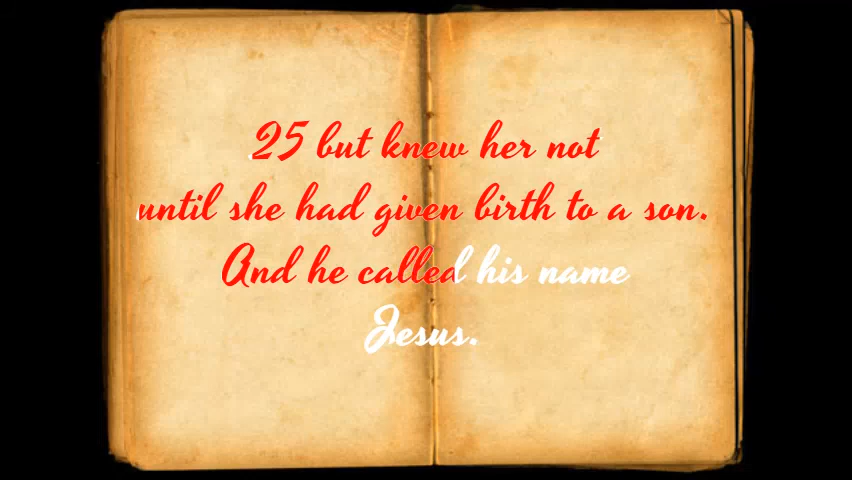 25 but knew her not
until she had given birth to a son.
And he called his name
Jesus.